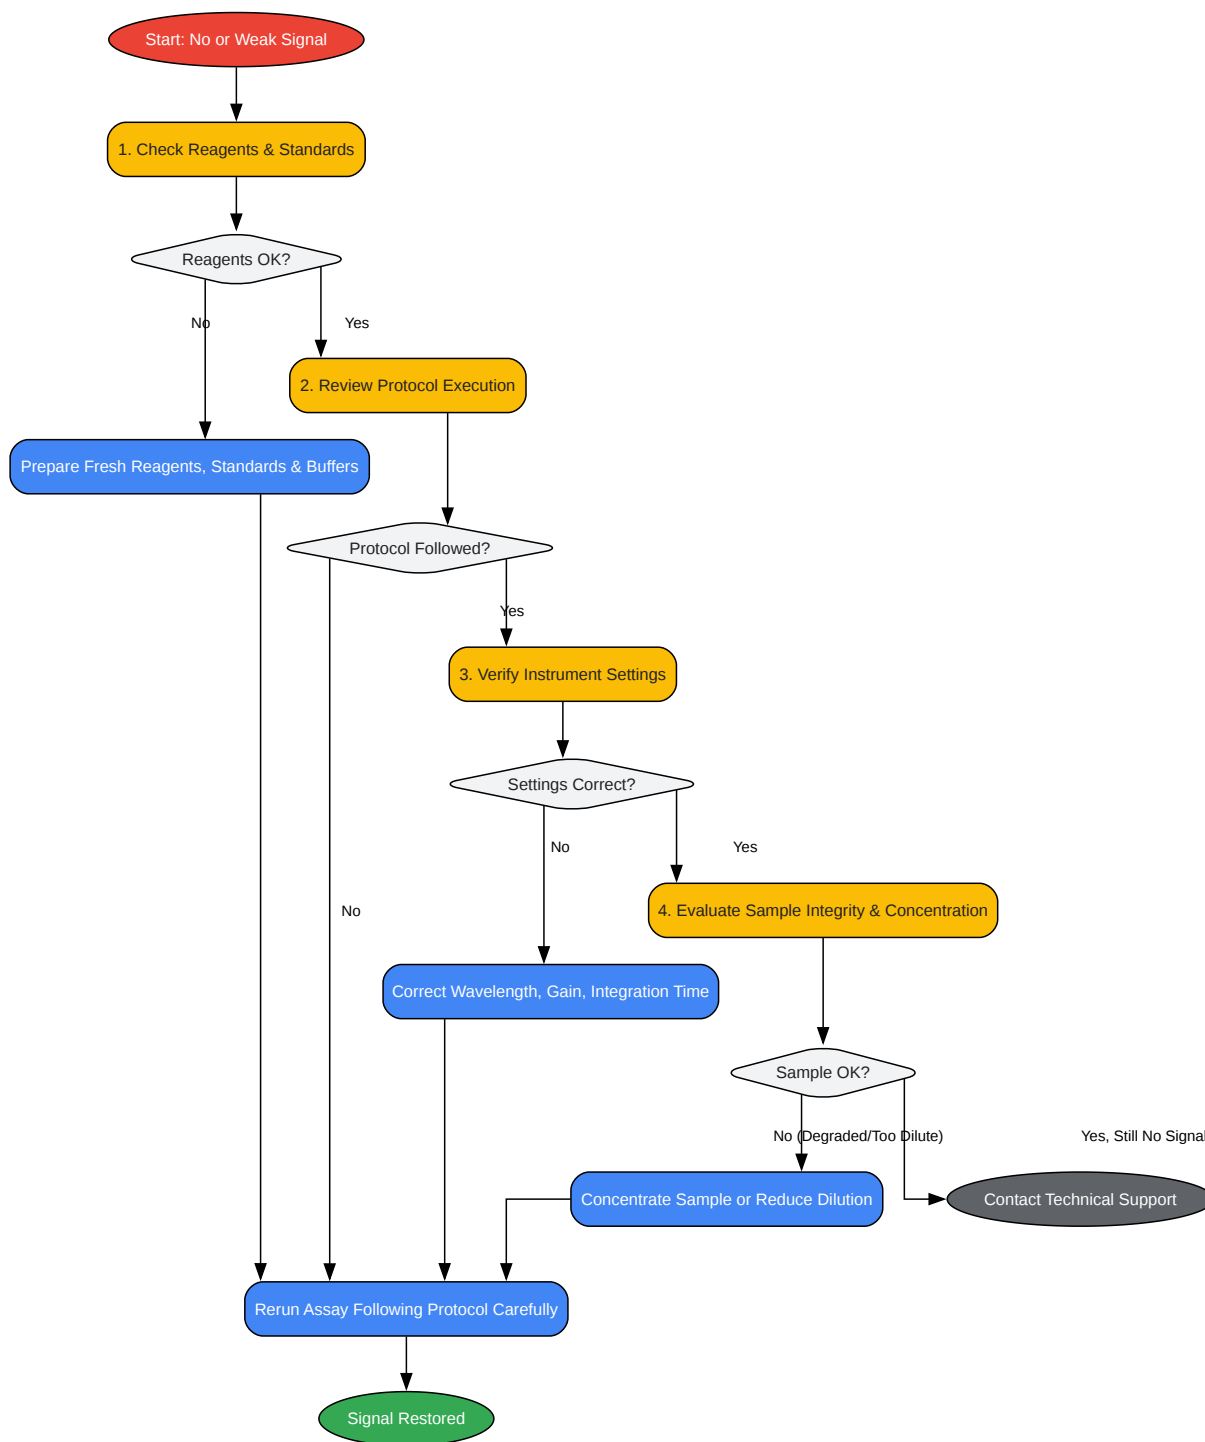 Start: No or Weak Signal
1. Check Reagents & Standards
Reagents OK?
No
Yes
2. Review Protocol Execution
Prepare Fresh Reagents, Standards & Buffers
Protocol Followed?
Yes
3. Verify Instrument Settings
Settings Correct?
No
Yes
No
4. Evaluate Sample Integrity & Concentration
Correct Wavelength, Gain, Integration Time
Sample OK?
No (Degraded/Too Dilute)
Yes, Still No Signal
Concentrate Sample or Reduce Dilution
Contact Technical Support
Rerun Assay Following Protocol Carefully
Signal Restored